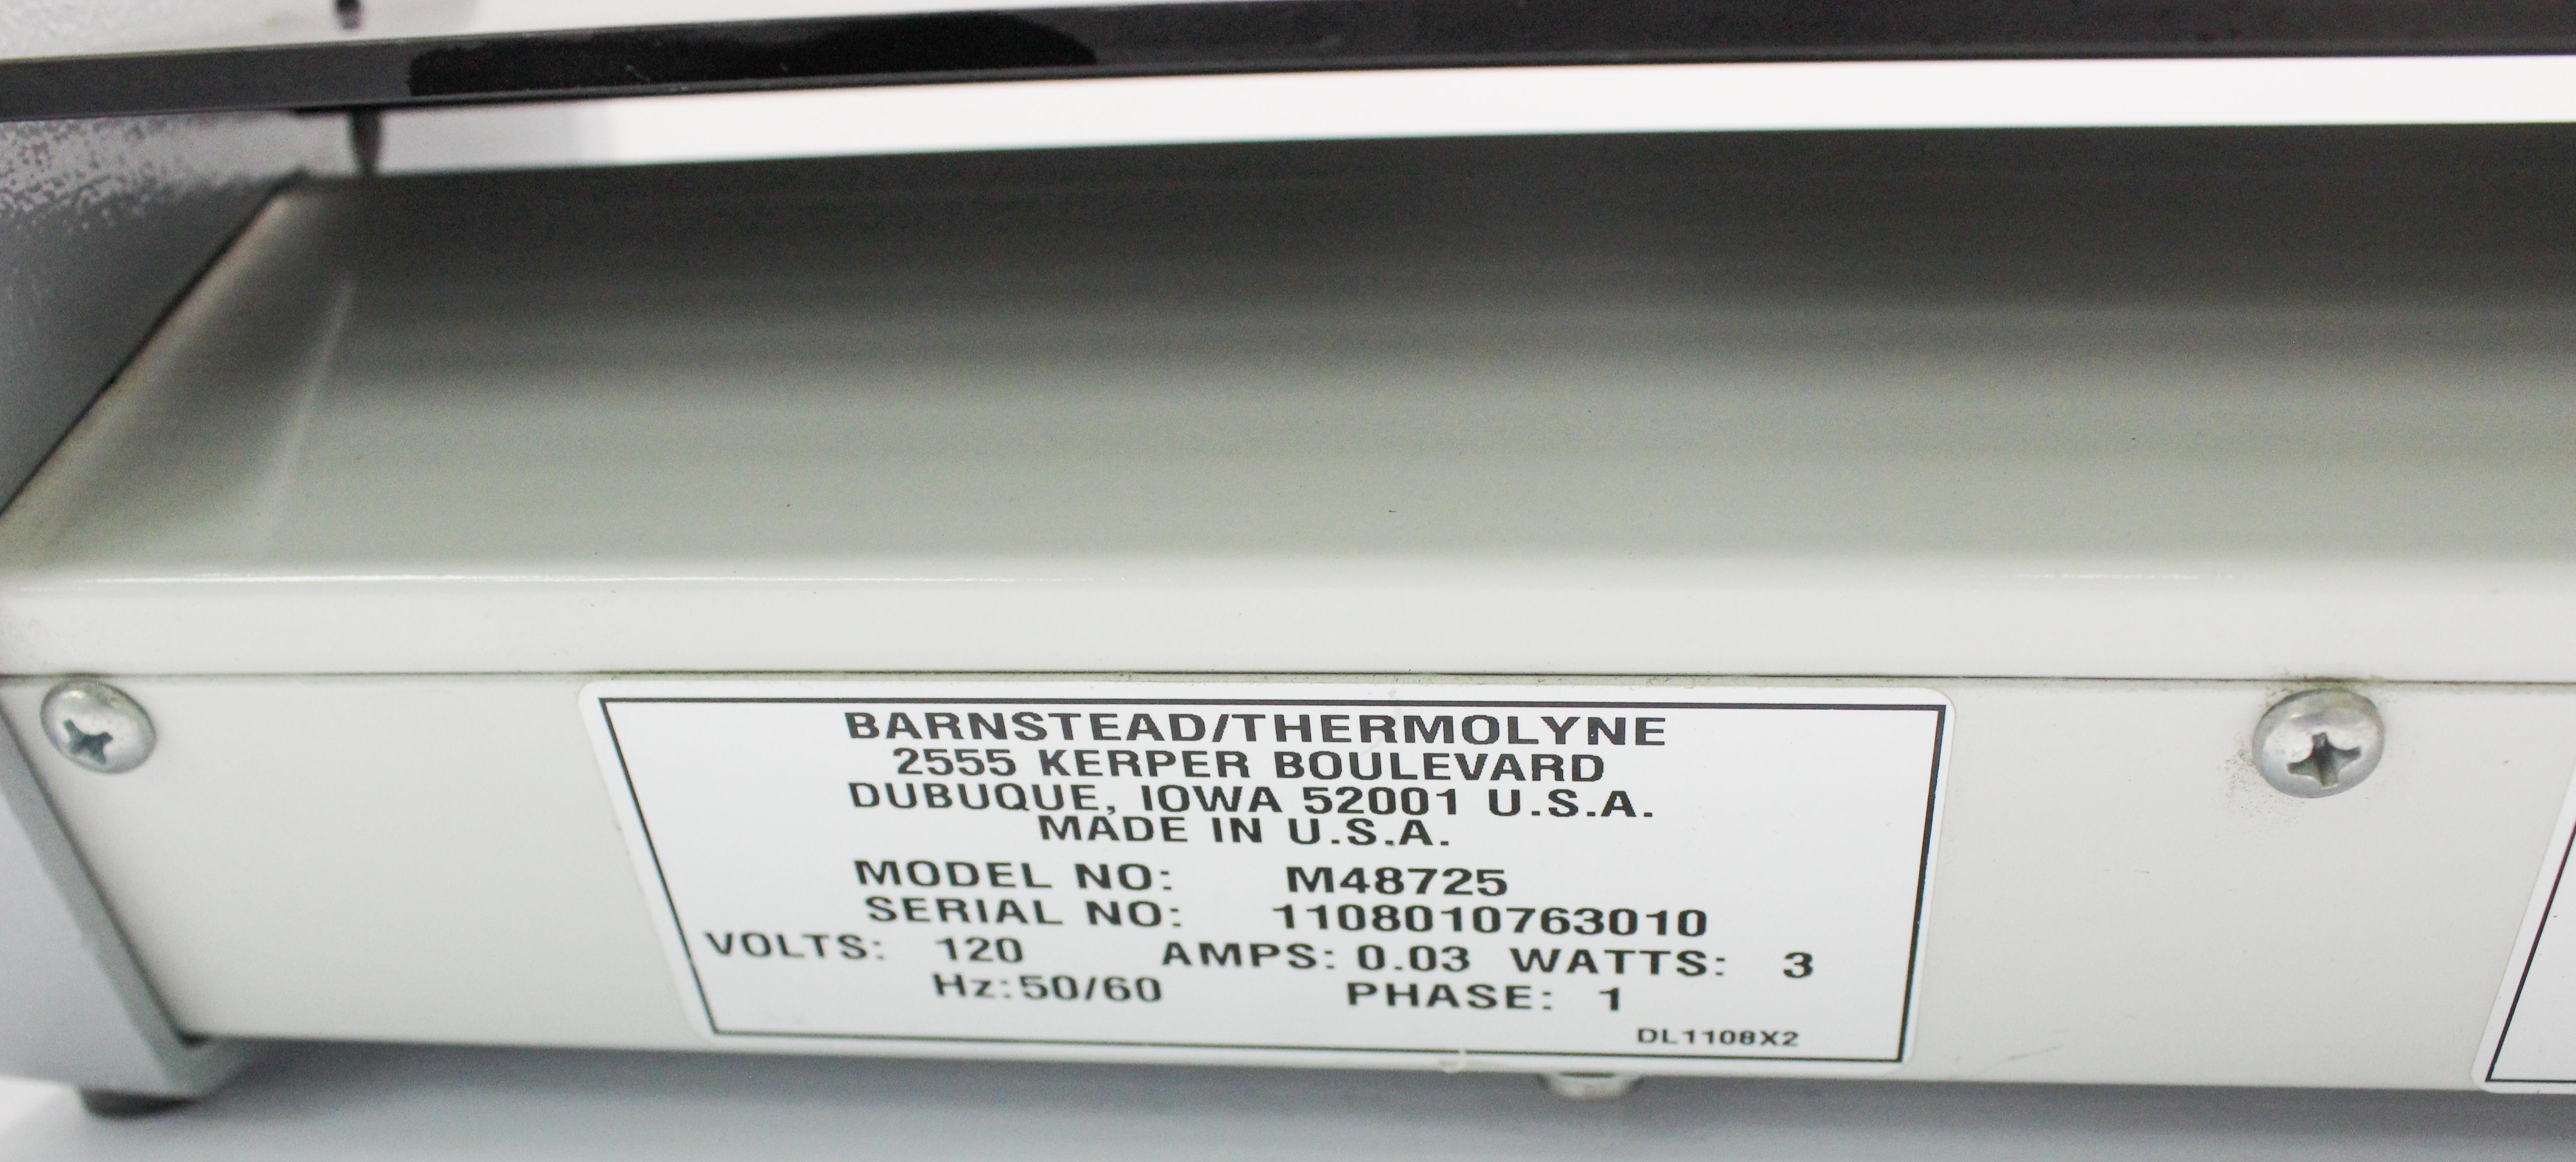 BARNSTEAD/THERMOLYNE
2555 KERPER BOULEVARD
DUBUQUE, IOWA 52001 U.S.A.
MADE IN U.S.A.
MODEL NO: M48725
SERIAL NO: 1108010763010
VOLTS: 120 AMPS: 0.03 WATTS: 3
Hz:50/60 PHASE: 1
DL1108X2